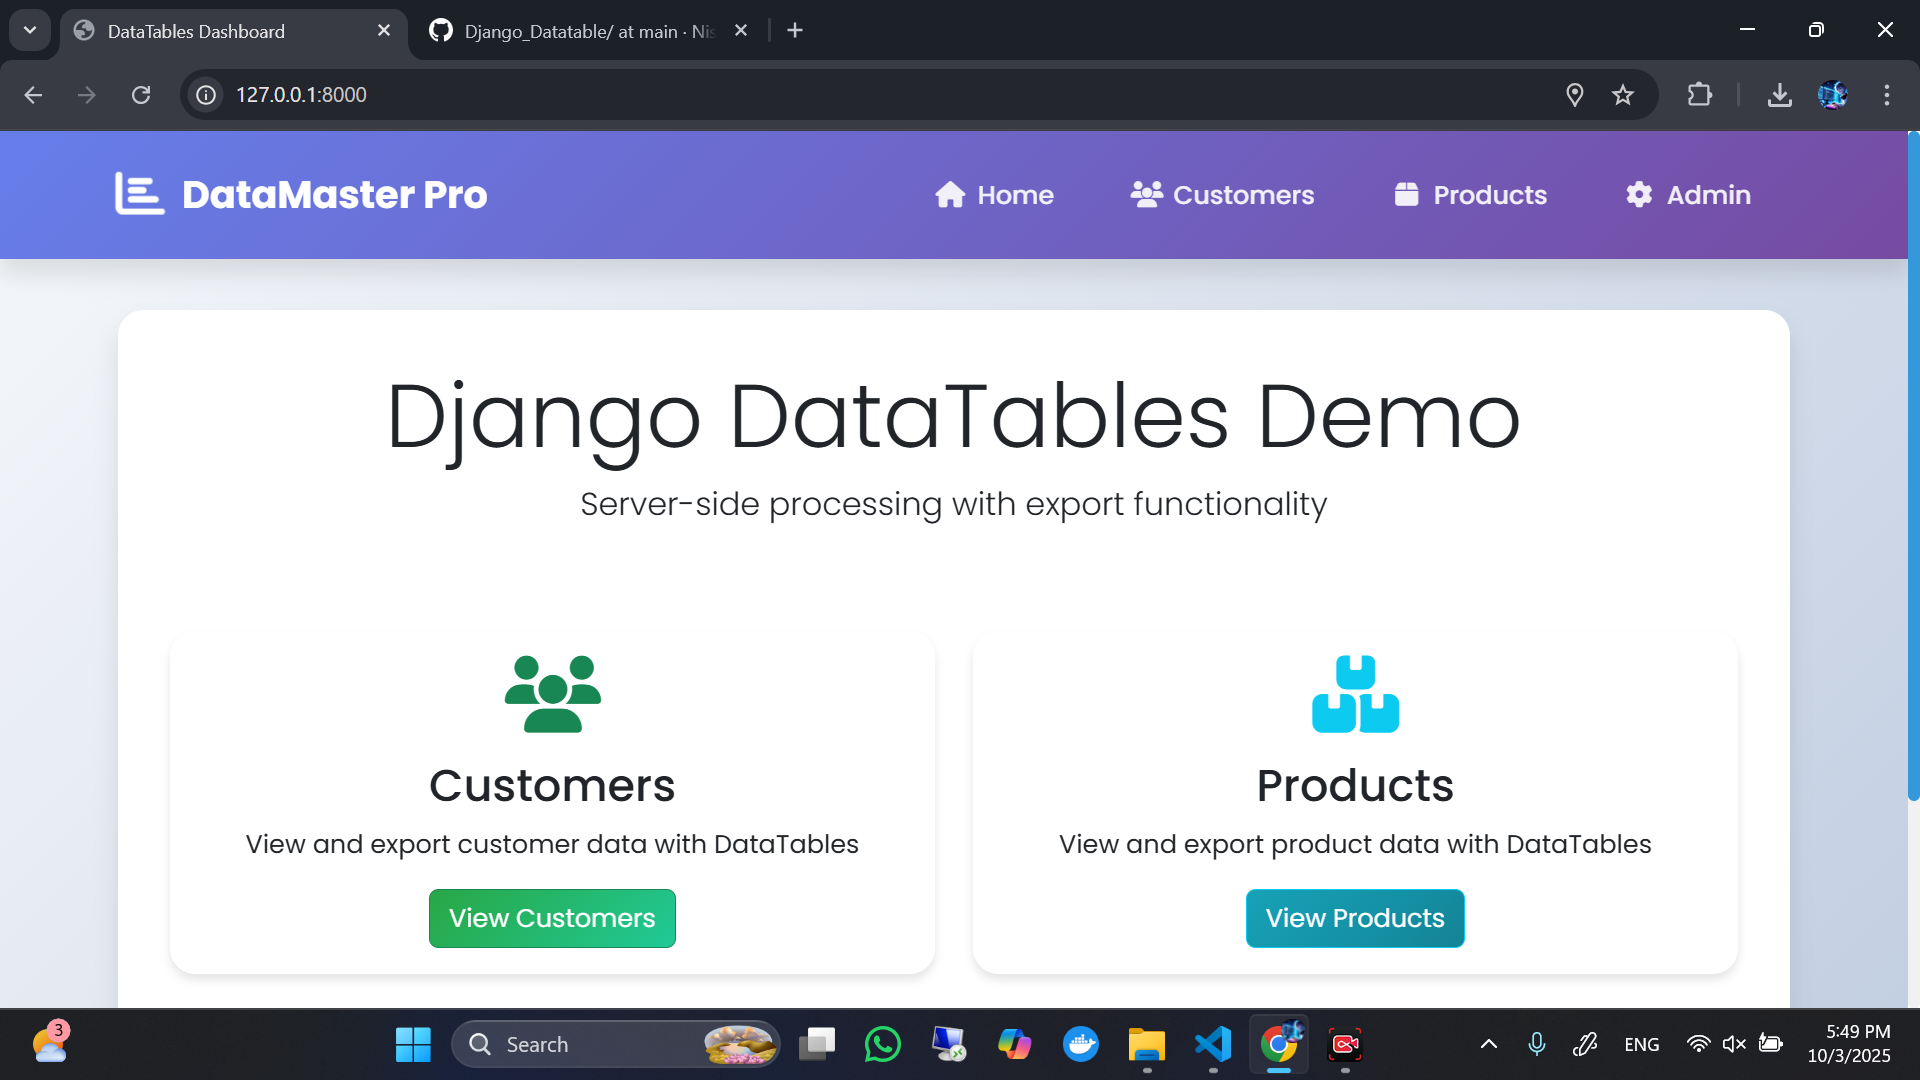 DataTables Dashboard
Django_Datatable/ at main · Nis
127.0.0.1:8000
DataMaster Pro
Home
Customers
Products
Admin
Django DataTables Demo
Server-side processing with export functionality
Customers
View and export customer data with DataTables
View Customers
Products
View and export product data with DataTables
View Products
3
Search
ENG
5:49 PM
10/3/2025